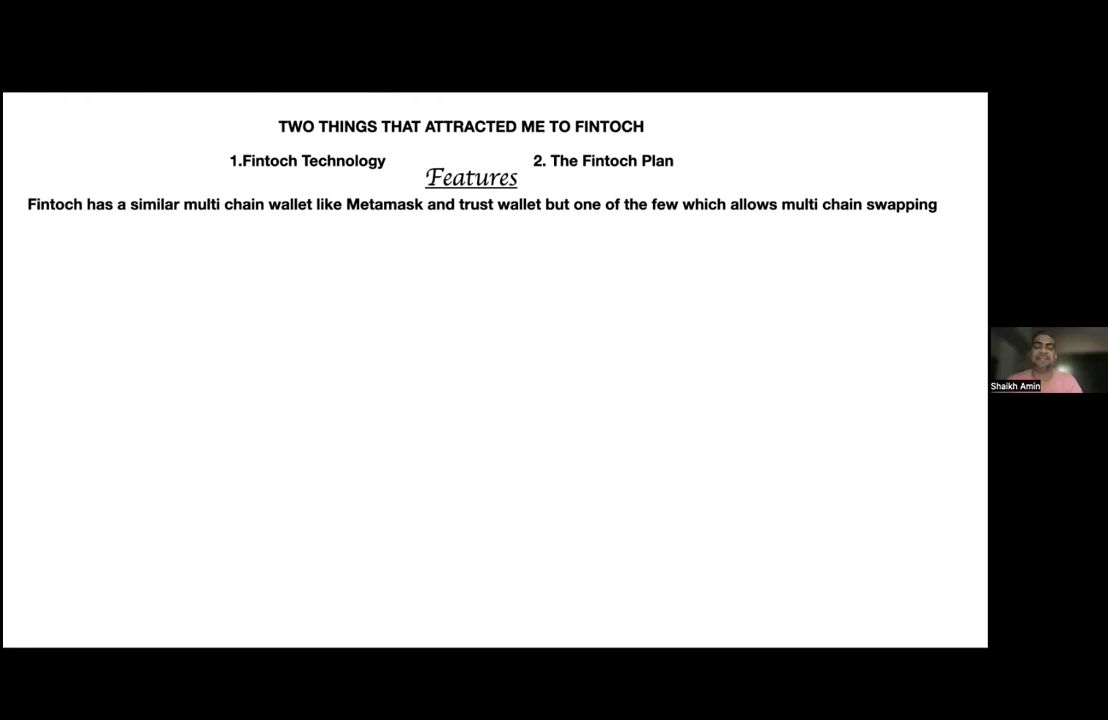 TWO THINGS THAT ATTRACTED ME TO FINTOCH
1.Fintoch Technology
2. The Fintoch Plan
Features
Fintoch has a similar multi chain wallet like Metamask and trust wallet but one of the few which allows multi chain swapping
Shaikh Amin